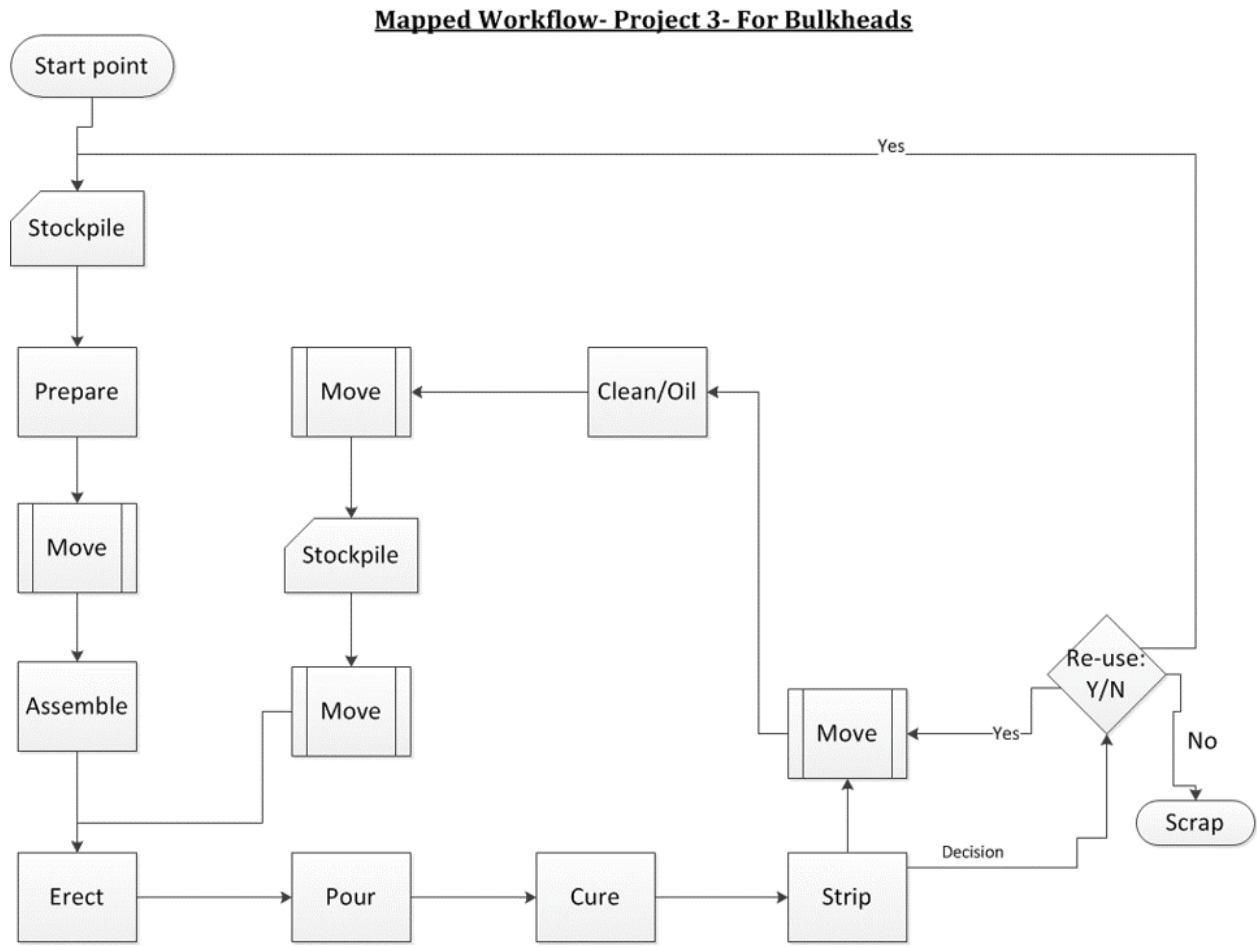 Mapped Workflow- Project 3- For Bulkheads
Start point
Yes
Stockpile
Prepare
Move
Clean/Oil
Move
Stockpile
Assemble
Move
Move
Re-use:
Y/N
Yes
No
Scrap
Decision
Erect
Pour
Cure
Strip